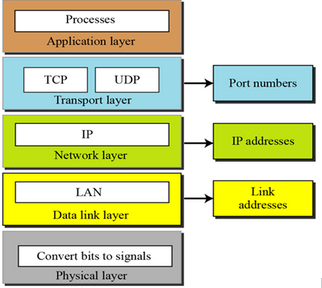 Processes
Application layer
TCP
UDP
Transport layer
Port numbers
IP
Network layer
IP addresses
LAN
Data link layer
Link
addresses
Convert bits to signals
Physical layer